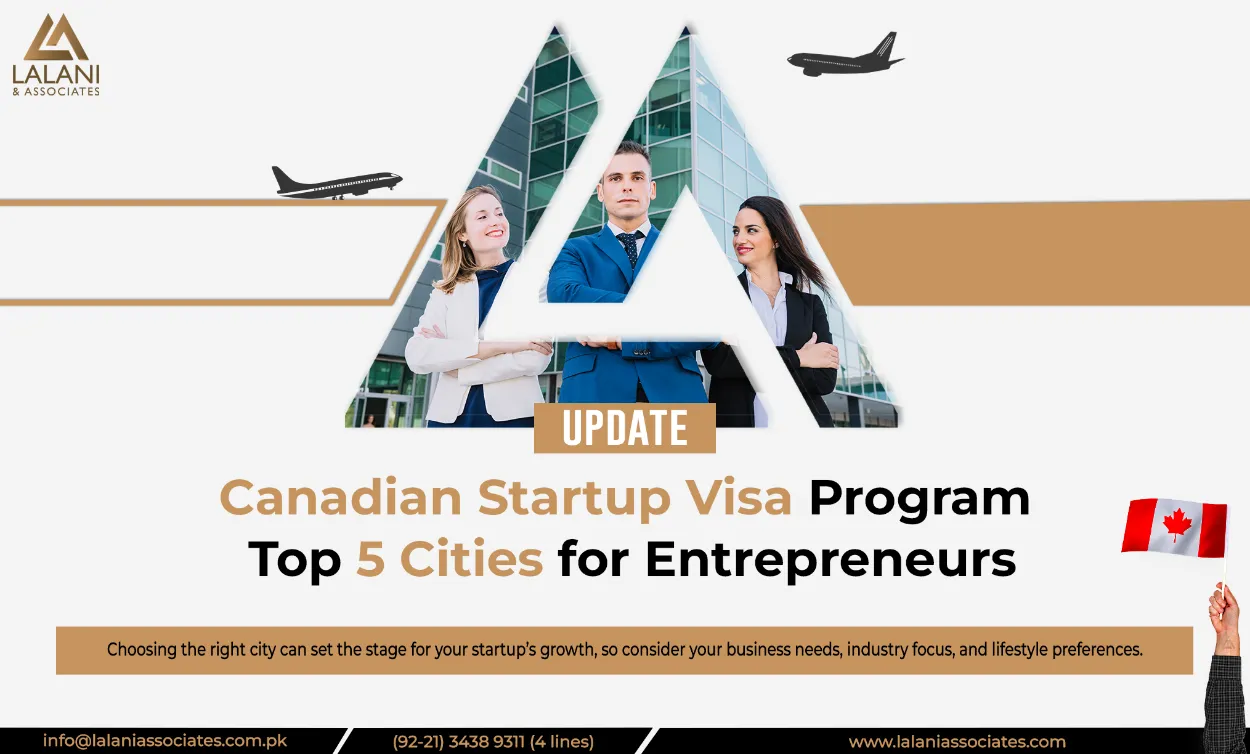 LALANI
& ASSOCIATES
UPDATE
Canadian Startup Visa Program
Top 5 Cities for Entrepreneurs
Choosing the right city can set the stage for your startup’s growth, so consider your business needs, industry focus, and lifestyle preferences.
info@lalaniassociates.com.pk
(92-21) 3438 9311 (4 lines)
www.lalaniassociates.com